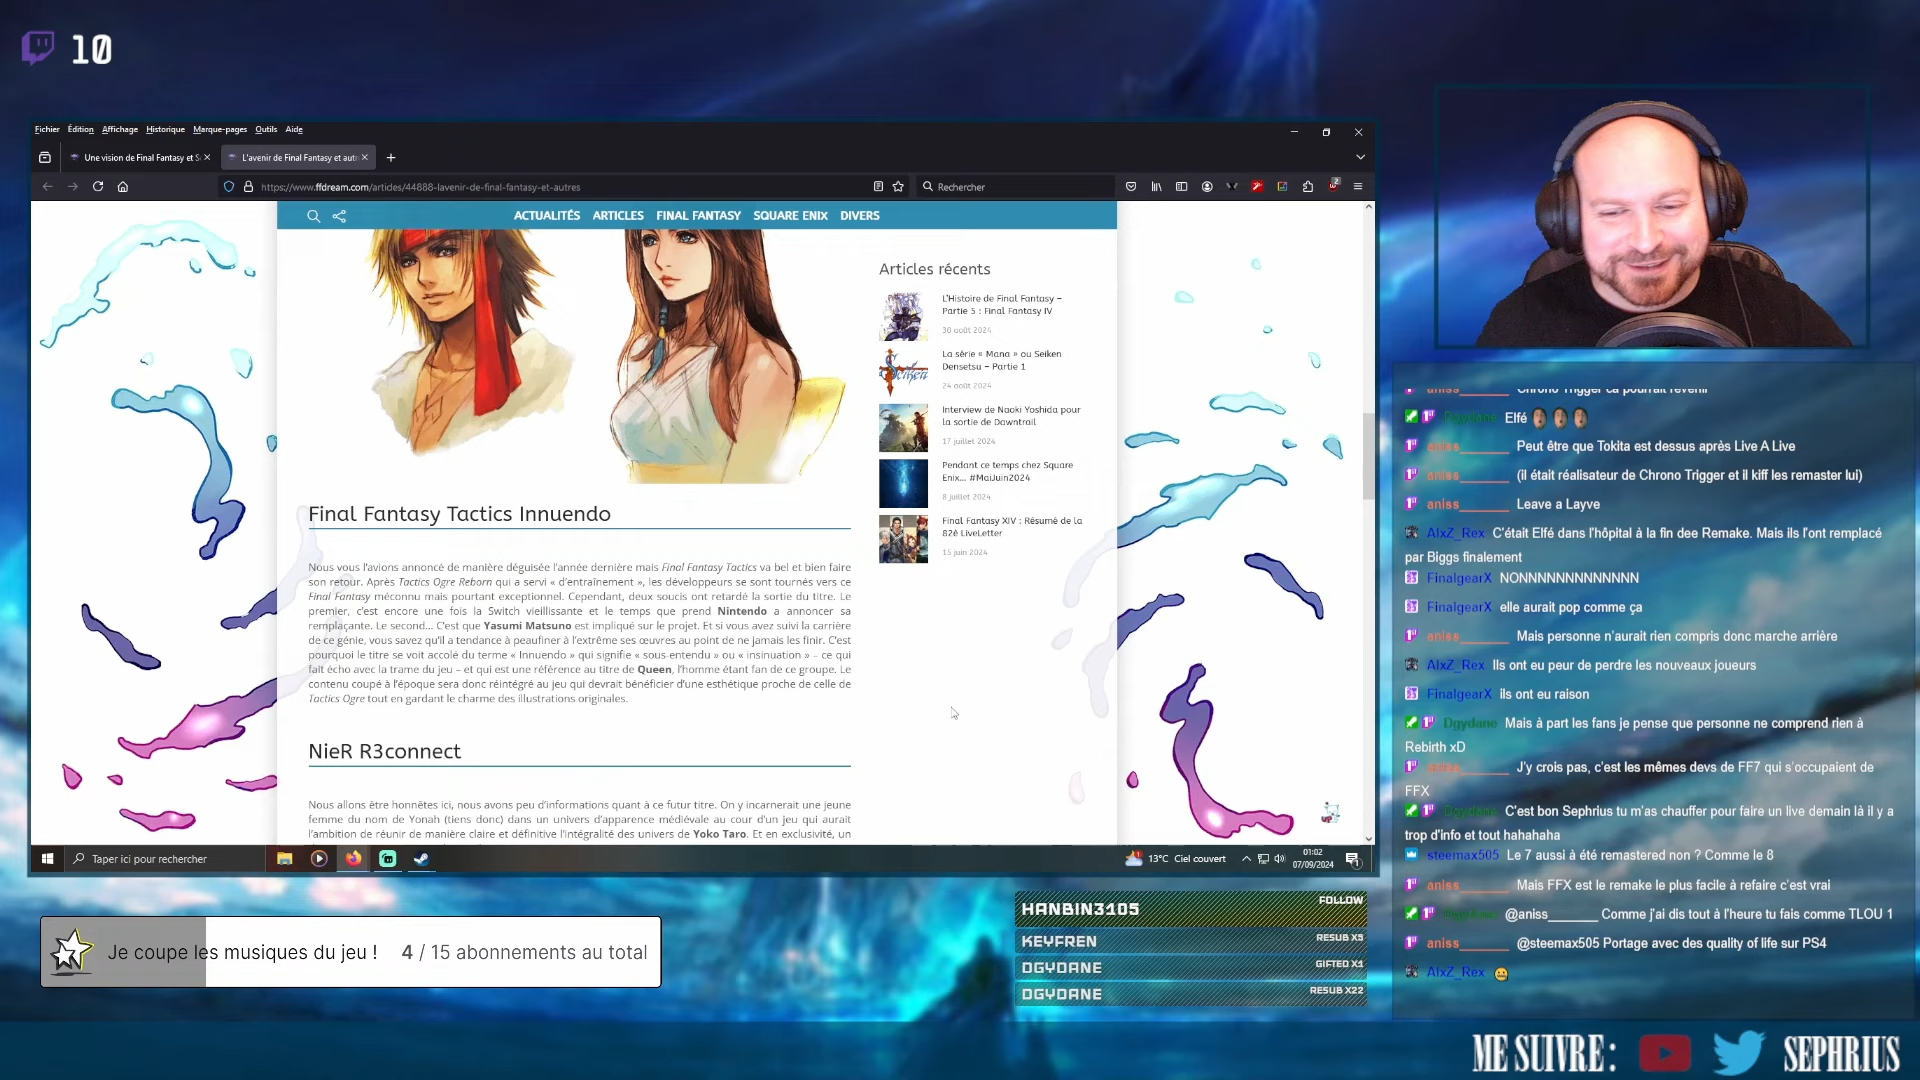 10
Fichier Édition Affichage Historique Marque-pages Outils Aide
Une vision de Final Fantasy et S
L'avenir de Final Fantasy et autr
https://www.ffdream.com/articles/44888-lavenir-de-final-fantasy-et-autres
Rechercher
2
ACTUALITÉS ARTICLES FINAL FANTASY SQUARE ENIX DIVERS
Articles récents
L'Histoire de Final Fantasy –
Partie 5 : Final Fantasy IV
30 août 2024
La série « Mana » ou Seiken
Densetsu – Partie 1
24 août 2024
Interview de Naoki Yoshida pour
la sortie de Dawntrail
17 juillet 2024
Pendant ce temps chez Square
Enix... #MaiJuin2024
8 juillet 2024
Final Fantasy XIV : Résumé de la
82è LiveLetter
15 juin 2024
Final Fantasy Tactics Innuendo
Nous vous l'avions annoncé de manière déguisée l'année dernière mais Final Fantasy Tactics va bel et bien faire
son retour. Après Tactics Ogre Reborn qui a servi « d'entraînement », les développeurs se sont tournés vers ce
Final Fantasy méconnu mais pourtant exceptionnel. Cependant, deux soucis ont retardé la sortie du titre. Le
premier, c'est encore une fois la Switch vieillissante et le temps que prend Nintendo a annoncer sa
remplaçante. Le second... C'est que Yasumi Matsuno est impliqué sur le projet. Et si vous avez suivi la carrière
de ce génie, vous savez qu'il a tendance à peaufiner à l'extrême ses œuvres au point de ne jamais les finir. C'est
pourquoi le titre se voit accolé du terme « Innuendo » qui signifie « sous-entendu » ou « insinuation » – ce qui
fait écho avec la trame du jeu – et qui est une référence au titre de Queen, l'homme étant fan de ce groupe. Le
contenu coupé à l'époque sera donc réintégré au jeu qui devrait bénéficier d'une esthétique proche de celle de
Tactics Ogre tout en gardant le charme des illustrations originales.
NieR R3connect
Nous allons être honnêtes ici, nous avons peu d'informations quant à ce futur titre. On y incarnerait une jeune
femme du nom de Yonah (tiens donc) dans un univers d'apparence médiévale au cour d'un jeu qui aurait
l'ambition de réunir de manière claire et définitive l'intégralité des univers de Yoko Taro. Et en exclusivité, un
UP
Taper ici pour rechercher
13°C Ciel couvert
01:02
07/09/2024
aniss_______ Chrono Trigger ca pourrait revenir
Dgydane Elfé
aniss_______ Peut être que Tokita est dessus après Live A Live
aniss_______ (il était réalisateur de Chrono Trigger et il kiff les remaster lui)
aniss_______ Leave a Layve
AlxZ_Rex C'était Elfé dans l'hôpital à la fin dee Remake. Mais ils l'ont remplacé
par Biggs finalement
FinalgearX NONNNNNNNNNNNNN
FinalgearX elle aurait pop comme ça
aniss_______ Mais personne n'aurait rien compris donc marche arrière
AlxZ_Rex Ils ont eu peur de perdre les nouveaux joueurs
FinalgearX ils ont eu raison
Dgydane Mais à part les fans je pense que personne ne comprend rien à
Rebirth xD
aniss_______ J'y crois pas, c'est les mêmes devs de FF7 qui s'occupaient de
FFX
Dgydane C'est bon Sephrius tu m'as chauffer pour faire un live demain là il y a
trop d'info et tout hahahaha
steemax505 Le 7 aussi à été remastered non ? Comme le 8
aniss_______ Mais FFX est le remake le plus facile à refaire c'est vrai
Dgydane @aniss_______ Comme j'ai dis tout à l'heure tu fais comme TLOU 1
aniss_______ @steemax505 Portage avec des quality of life sur PS4
AlxZ_Rex
Je coupe les musiques du jeu ! 4 / 15 abonnements au total
HANBIN3105 FOLLOW
KEYFREN RESUB X5
DGYDANE GIFTED X1
DGYDANE RESUB X22
ME SUIVRE : SEPHRIUS